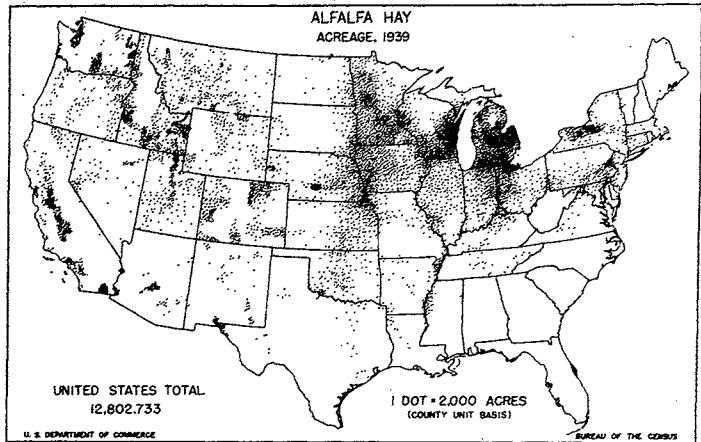 ALFALFA HAY
ACREAGE, 1939
UNITED STATES TOTAL
12,802,733
1 DOT = 2,000 ACRES
(COUNTY UNIT BASIS)
U. S. DEPARTMENT OF COMMERCE
BUREAU OF THE CENSUS